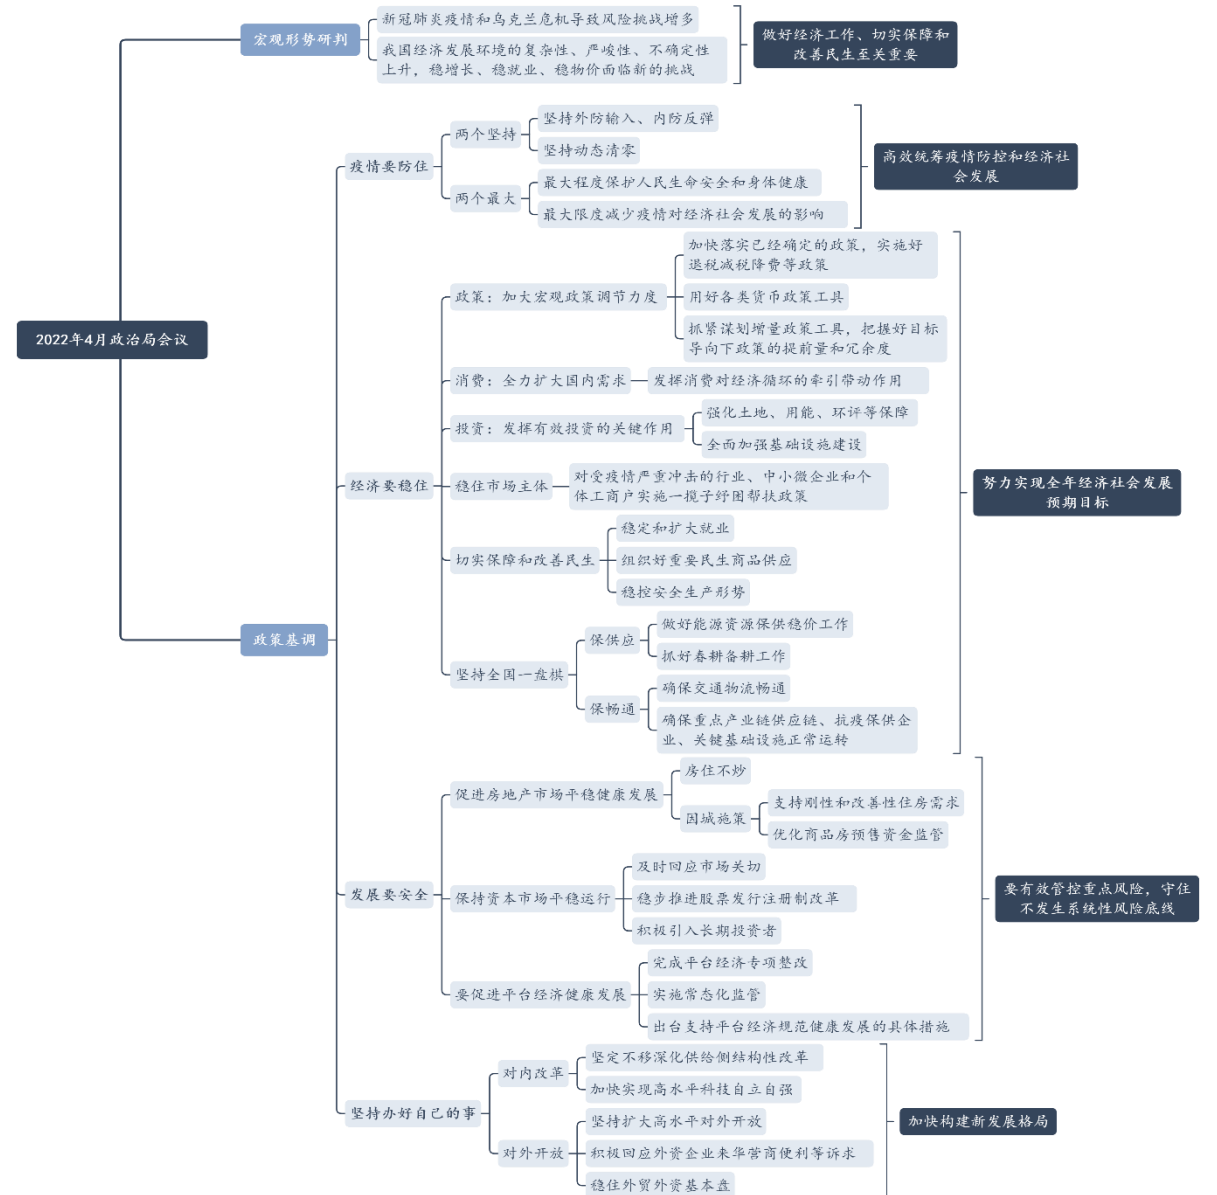 宏观形势研判
新冠肺炎疫情和乌克兰危机导致风险挑战增多
我国经济发展环境的复杂性、严峻性、不确定性
上升，稳增长、稳就业、稳物价面临新的挑战
做好经济工作、切实保障和
改善民生至关重要
2022年4月政治局会议
政策基调
疫情要防住
两个坚持
坚持外防输入、内防反弹
坚持动态清零
两个最大
最大程度保护人民生命安全和身体健康
最大限度减少疫情对经济社会发展的影响
高效统筹疫情防控和经济社
会发展
经济要稳住
政策：加大宏观政策调节力度
加快落实已经确定的政策，实施好
退税减税降费等政策
用好各类货币政策工具
抓紧谋划增量政策工具，把握好目标
导向下政策的提前量和冗余度
消费：全力扩大国内需求
发挥消费对经济循环的牵引带动作用
投资：发挥有效投资的关键作用
强化土地、用能、环评等保障
全面加强基础设施建设
稳住市场主体
对受疫情严重冲击的行业、中小微企业和个
体工商户实施一揽子纾困帮扶政策
切实保障和改善民生
稳定和扩大就业
组织好重要民生商品供应
稳控安全生产形势
坚持全国一盘棋
保供应
做好能源资源保供稳价工作
抓好春耕备耕工作
保畅通
确保交通物流畅通
确保重点产业链供应链、抗疫保供企
业、关键基础设施正常运转
努力实现全年经济社会发展
预期目标
发展要安全
促进房地产市场平稳健康发展
房住不炒
因城施策
支持刚性和改善性住房需求
优化商品房预售资金监管
保持资本市场平稳运行
及时回应市场关切
稳步推进股票发行注册制改革
积极引入长期投资者
要促进平台经济健康发展
完成平台经济专项整改
实施常态化监管
出台支持平台经济规范健康发展的具体措施
要有效管控重点风险，守住
不发生系统性风险底线
坚持办好自己的事
对内改革
坚定不移深化供给侧结构性改革
加快实现高水平科技自立自强
对外开放
坚持扩大高水平对外开放
积极回应外资企业来华营商便利等诉求
稳住外贸外资基本盘
加快构建新发展格局